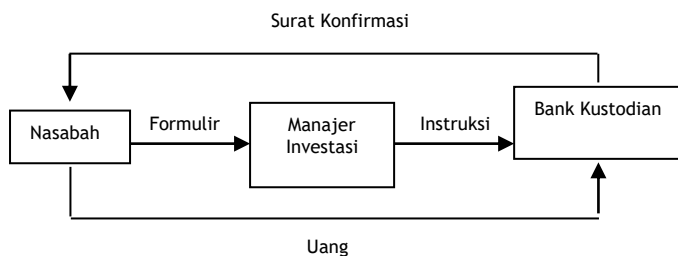 Surat Konfirmasi
Nasabah
Formulir
Manajer
Investasi
Instruksi
Bank Kustodian
Uang